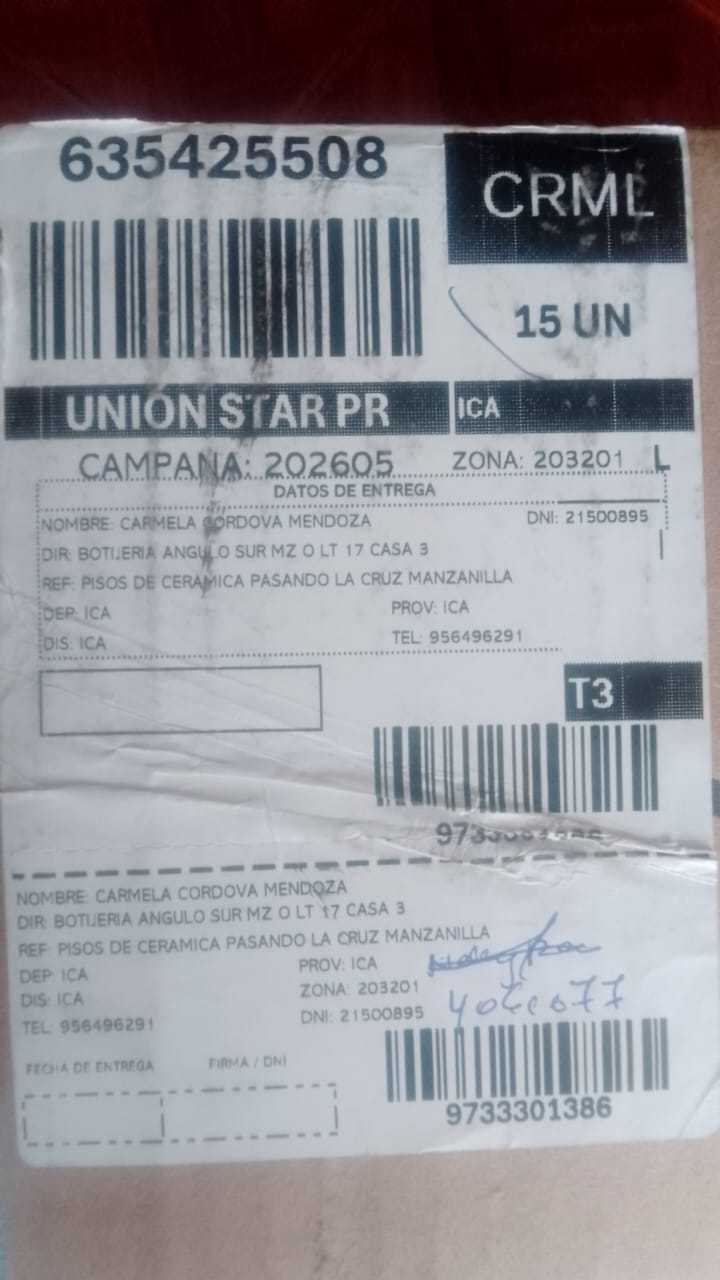 635425508
CRML
15 UN
UNION STAR PR
ICA
CAMPANA: 202605
ZONA: 203201 L
DATOS DE ENTREGA
NOMBRE: CARMELA CORDOVA MENDOZA
DNI: 21500895
DIR: BOTIJERIA ANGULO SUR MZ O LT 17 CASA 3
REF: PISOS DE CERAMICA PASANDO LA CRUZ MANZANILLA
DEP: ICA
PROV: ICA
DIS: ICA
TEL: 956496291
T3
NOMBRE: CARMELA CORDOVA MENDOZA
DIR: BOTIJERIA ANGULO SUR MZ O LT 17 CASA 3
REF: PISOS DE CERAMICA PASANDO LA CRUZ MANZANILLA
DEP: ICA
PROV: ICA
DIS: ICA
ZONA: 203201
TEL: 956496291
DNI: 21500895
FECHA DE ENTREGA
FIRMA / DNI
9733301386